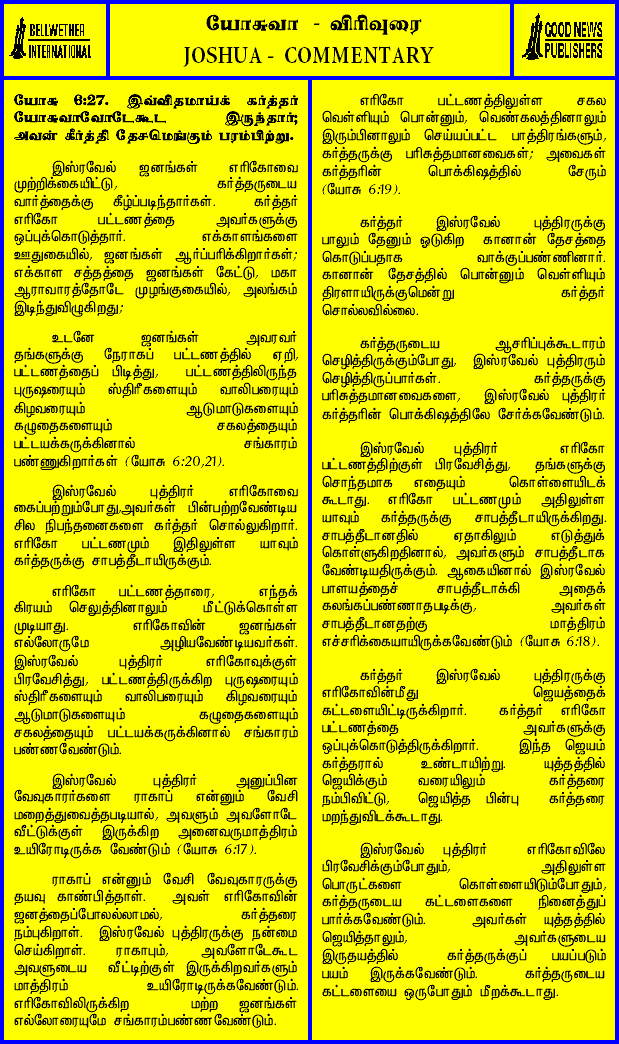 BELLWETHER
INTERNATIONAL
யோசுவா - விரிவுரை
JOSHUA - COMMENTARY
GOOD NEWS
PUBLISHERS
யோசு 6:27. இவ்விதமாய்க் கர்த்தர்
யோசுவாவோடேகூட இருந்தார்;
அவன் கீர்த்தி தேசமெங்கும் பரம்பிற்று.
இஸ்ரவேல் ஜனங்கள் எரிகோவை
முற்றிக்கையிட்டு, கர்த்தருடைய
வார்த்தைக்கு கீழ்ப்படிந்தார்கள். கர்த்தர்
எரிகோ பட்டணத்தை அவர்களுக்கு
ஒப்புக்கொடுத்தார். எக்காளங்களை
ஊதுகையில், ஜனங்கள் ஆர்ப்பரிக்கிறார்கள்;
எக்காள சத்தத்தை ஜனங்கள் கேட்டு, மகா
ஆராவாரத்தோடே முழங்குகையில், அலங்கம்
இடிந்துவிழுகிறது;
உடனே ஜனங்கள் அவரவர்
தங்களுக்கு நேராகப் பட்டணத்தில் ஏறி,
பட்டணத்தைப் பிடித்து, பட்டணத்திலிருந்த
புருஷரையும் ஸ்திரீகளையும் வாலிபரையும்
கிழவரையும் ஆடுமாடுகளையும்
கழுதைகளையும் சகலத்தையும்
பட்டயக்கருக்கினால் சங்காரம்
பண்ணுகிறார்கள் (யோசு 6:20,21).
இஸ்ரவேல் புத்திரர் எரிகோவை
கைப்பற்றும்போது,அவர்கள் பின்பற்றவேண்டிய
சில நிபந்தனைகளை கர்த்தர் சொல்லுகிறார்.
எரிகோ பட்டணமும் இதிலுள்ள யாவும்
கர்த்தருக்கு சாபத்தீடாயிருக்கும்.
எரிகோ பட்டணத்தாரை, எந்தக்
கிரயம் செலுத்தினாலும் மீட்டுக்கொள்ள
முடியாது. எரிகோவின் ஜனங்கள்
எல்லோருமே அழியவேண்டியவர்கள்.
இஸ்ரவேல் புத்திரர் எரிகோவுக்குள்
பிரவேசித்து, பட்டணத்திருக்கிற புருஷரையும்
ஸ்திரீகளையும் வாலிபரையும் கிழவரையும்
ஆடுமாடுகளையும் கழுதைகளையும்
சகலத்தையும் பட்டயக்கருக்கினால் சங்காரம்
பண்ணவேண்டும்.
இஸ்ரவேல் புத்திரர் அனுப்பின
வேவுகாரர்களை ராகாப் என்னும் வேசி
மறைத்துவைத்தபடியால், அவளும் அவளோடே
வீட்டுக்குள் இருக்கிற அனைவருமாத்திரம்
உயிரோடிருக்க வேண்டும் (யோசு 6:17).
ராகாப் என்னும் வேசி வேவுகாரருக்கு
தயவு காண்பித்தாள். அவள் எரிகோவின்
ஜனத்தைப்போலல்லாமல், கர்த்தரை
நம்புகிறாள். இஸ்ரவேல் புத்திரருக்கு நன்மை
செய்கிறாள். ராகாபும், அவளோடேகூட
அவளுடைய வீட்டிற்குள் இருக்கிறவர்களும்
மாத்திரம் உயிரோடிருக்கவேண்டும்.
எரிகோவிலிருக்கிற மற்ற ஜனங்கள்
எல்லோரையுமே சங்காரம்பண்ணவேண்டும்.
எரிகோ பட்டணத்திலுள்ள சகல
வெள்ளியும் பொன்னும், வெண்கலத்தினாலும்
இரும்பினாலும் செய்யப்பட்ட பாத்திரங்களும்,
கர்த்தருக்கு பரிசுத்தமானவைகள்; அவைகள்
கர்த்தரின் பொக்கிஷத்தில் சேரும்
(யோசு 6:19).
கர்த்தர் இஸ்ரவேல் புத்திரருக்கு
பாலும் தேனும் ஓடுகிற கானான் தேசத்தை
கொடுப்பதாக வாக்குப்பண்ணினார்.
கானான் தேசத்தில் பொன்னும் வெள்ளியும்
திரளாயிருக்குமென்று கர்த்தர்
சொல்லவில்லை.
கர்த்தருடைய ஆசரிப்புக்கூடாரம்
செழித்திருக்கும்போது, இஸ்ரவேல் புத்திரரும்
செழித்திருப்பார்கள். கர்த்தருக்கு
பரிசுத்தமானவைகளை, இஸ்ரவேல் புத்திரர்
கர்த்தரின் பொக்கிஷத்திலே சேர்க்கவேண்டும்.
இஸ்ரவேல் புத்திரர் எரிகோ
பட்டணத்திற்குள் பிரவேசித்து, தங்களுக்கு
சொந்தமாக எதையும் கொள்ளையிடக்
கூடாது. எரிகோ பட்டணமும் அதிலுள்ள
யாவும் கர்த்தருக்கு சாபத்தீடாயிருக்கிறது.
சாபத்தீடானதில் ஏதாகிலும் எடுத்துக்
கொள்ளுகிறதினால், அவர்களும் சாபத்தீடாக
வேண்டியதிருக்கும். ஆகையினால் இஸ்ரவேல்
பாளயத்தைச் சாபத்தீடாக்கி அதைக்
கலங்கப்பண்ணாதபடிக்கு, அவர்கள்
சாபத்தீடானதற்கு மாத்திரம்
எச்சரிக்கையாயிருக்கவேண்டும் (யோசு 6:18).
கர்த்தர் இஸ்ரவேல் புத்திரருக்கு
எரிகோவின்மீது ஜெயத்தைக்
கட்டளையிட்டிருக்கிறார். கர்த்தர் எரிகோ
பட்டணத்தை அவர்களுக்கு
ஒப்புக்கொடுத்திருக்கிறார். இந்த ஜெயம்
கர்த்தரால் உண்டாயிற்று. யுத்தத்தில்
ஜெயிக்கும் வரையிலும் கர்த்தரை
நம்பிவிட்டு, ஜெயித்த பின்பு கர்த்தரை
மறந்துவிடக்கூடாது.
இஸ்ரவேல் புத்திரர் எரிகோவிலே
பிரவேசிக்கும்போதும், அதிலுள்ள
பொருட்களை கொள்ளையிடும்போதும்,
கர்த்தருடைய கட்டளைகளை நினைத்துப்
பார்க்கவேண்டும். அவர்கள் யுத்தத்தில்
ஜெயித்தாலும், அவர்களுடைய
இருதயத்தில் கர்த்தருக்குப் பயப்படும்
பயம் இருக்கவேண்டும். கர்த்தருடைய
கட்டளையை ஒருபோதும் மீறக்கூடாது.